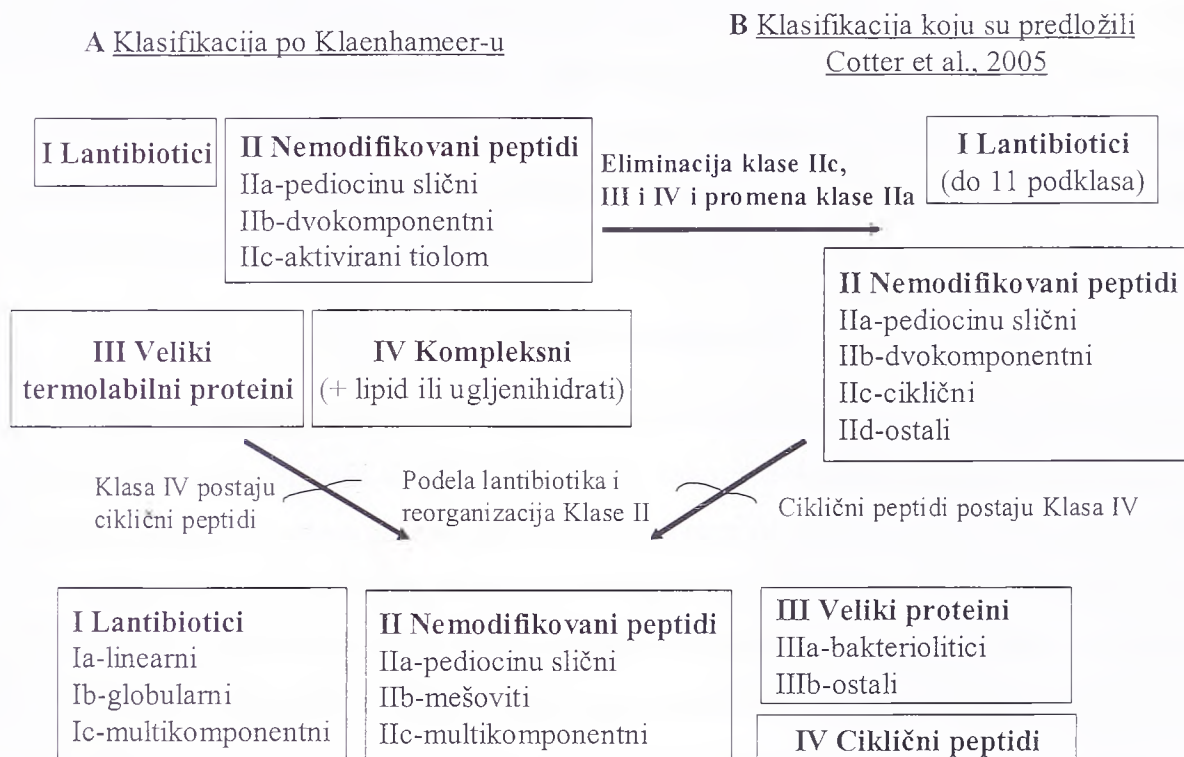 A Klasifikacija po Klaenhameer-u
B Klasifikacija koju su predložili
Cotter et al., 2005
I Lantibiotici
II Nemodifikovani peptidi
IIa-pediocinu slični
IIb-dvokomponentni
IIc-aktivirani tiolom
Eliminacija klase IIc,
III i IV i promena klase IIa
I Lantibiotici
(do 11 podklasa)
III Veliki
termolabilni proteini
IV Kompleksni
(+ lipid ili ugljenihidrati)
II Nemodifikovani peptidi
IIa-pediocinu slični
IIb-dvokomponentni
IIc-ciklični
IId-ostali
Klasa IV postaju
ciklični peptidi
Podela lantibiotika i
reorganizacija Klase II
Ciklični peptidi postaju Klasa IV
I Lantibiotici
Ia-linearni
Ib-globularni
Ic-multikomponentni
II Nemodifikovani peptidi
IIa-pediocinu slični
IIb-mešoviti
IIc-multikomponentni
III Veliki proteini
IIIa-bakteriolitici
IIIb-ostali
IV Ciklični peptidi